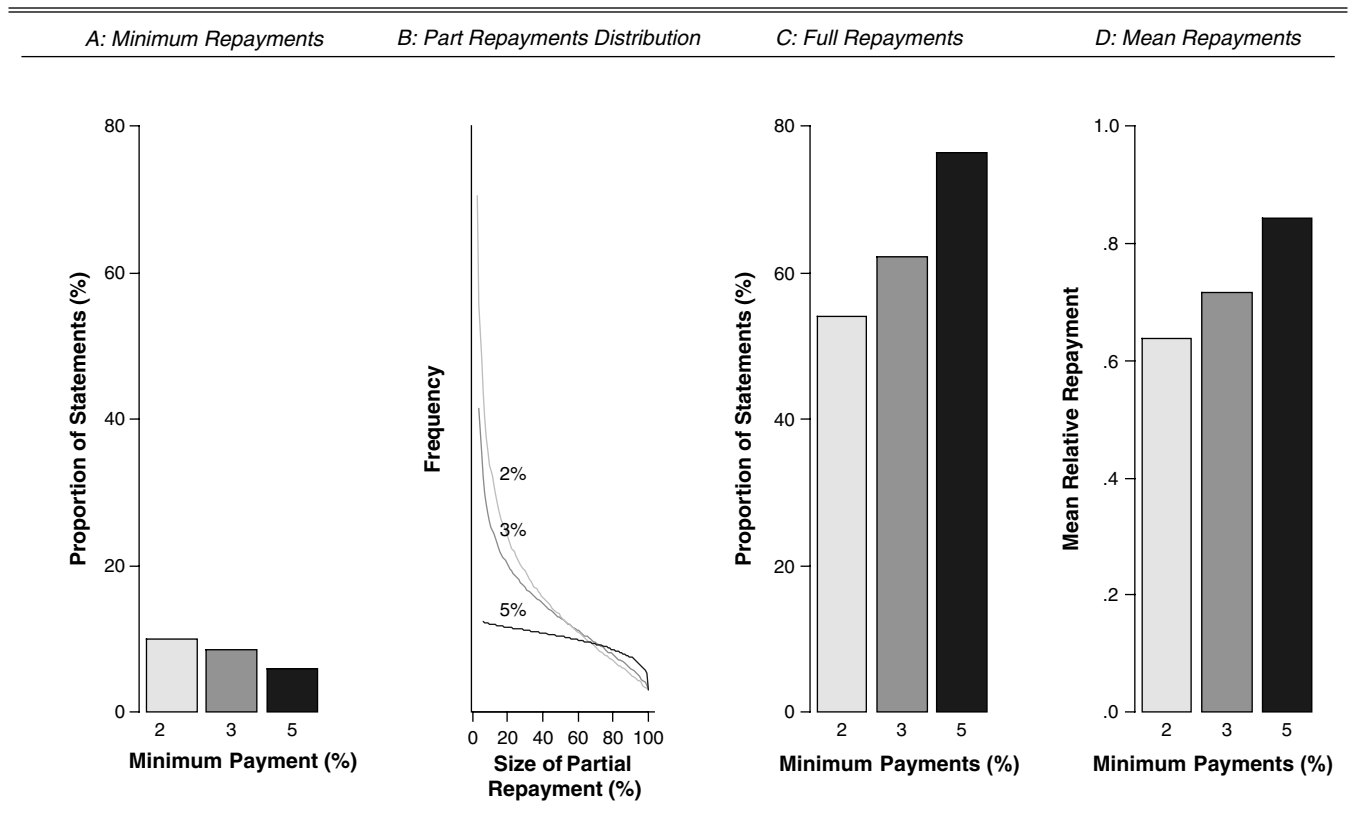 A: Minimum Repayments
B: Part Repayments Distribution
C: Full Repayments
D: Mean Repayments
Proportion of Statements (%)
80
60
40
20
0
2 3 5
Minimum Payment (%)
Frequency
2%
3%
5%
0 20 40 60 80 100
Size of Partial
Repayment (%)
Proportion of Statements (%)
80
60
40
20
0
2 3 5
Minimum Payments (%)
Mean Relative Repayment
1.0
.8
.6
.4
.2
.0
2 3 5
Minimum Payments (%)